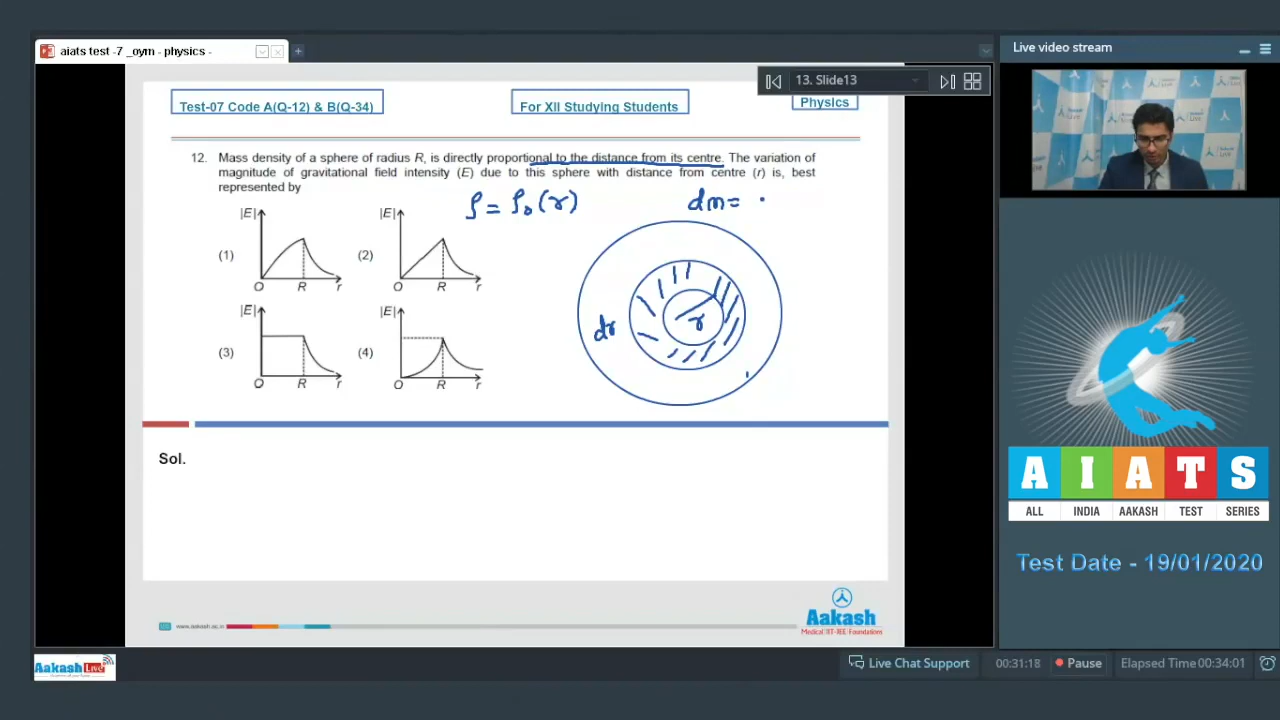 aiats test -7 _oym - physics -
Live video stream
13. Slide13
Test-07 Code A(Q-12) & B(Q-34)
For XII Studying Students
Physics
12. Mass density of a sphere of radius R, is directly proportional to the distance from its centre. The variation of
magnitude of gravitational field intensity (E) due to this sphere with distance from centre (r) is, best
represented by
ρ = ρ₀(r)
dm =
|E|
(1)
O R r
|E|
(2)
O R r
|E|
(3)
O R r
|E|
(4)
O R r
dr
r
Sol.
www.aakash.ac.in
Aakash
Medical|IIT-JEE|Foundations
Aakash Live
A I A T S
ALL INDIA AAKASH TEST SERIES
Test Date - 19/01/2020
Live Chat Support
00:31:18
Pause
Elapsed Time 00:34:01